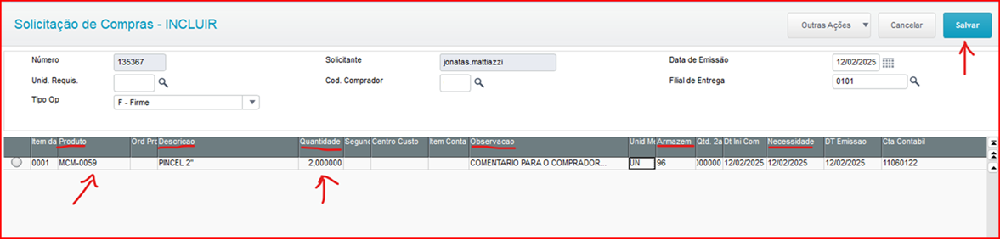 Solicitação de Compras - INCLUIR
Outras Ações
Cancelar
Salvar
Número 135367 Solicitante jonatas.mattiazzi Data de Emissão 12/02/2025
Unid. Requis. Cod. Comprador Filial de Entrega 0101
Tipo Op F - Firme
Item da Produto Ord Pro Descricao Quantidade Segund Centro Custo Item Conta Observacao Unid Me Armazem Qtd. 2a Dt Ini Com Necessidade DT Emissao Cta Contabil
0001 MCM-0059 PINCEL 2" 2,000000 COMENTARIO PARA O COMPRADOR... UN 96 00000 12/02/2025 12/02/2025 12/02/2025 11060122